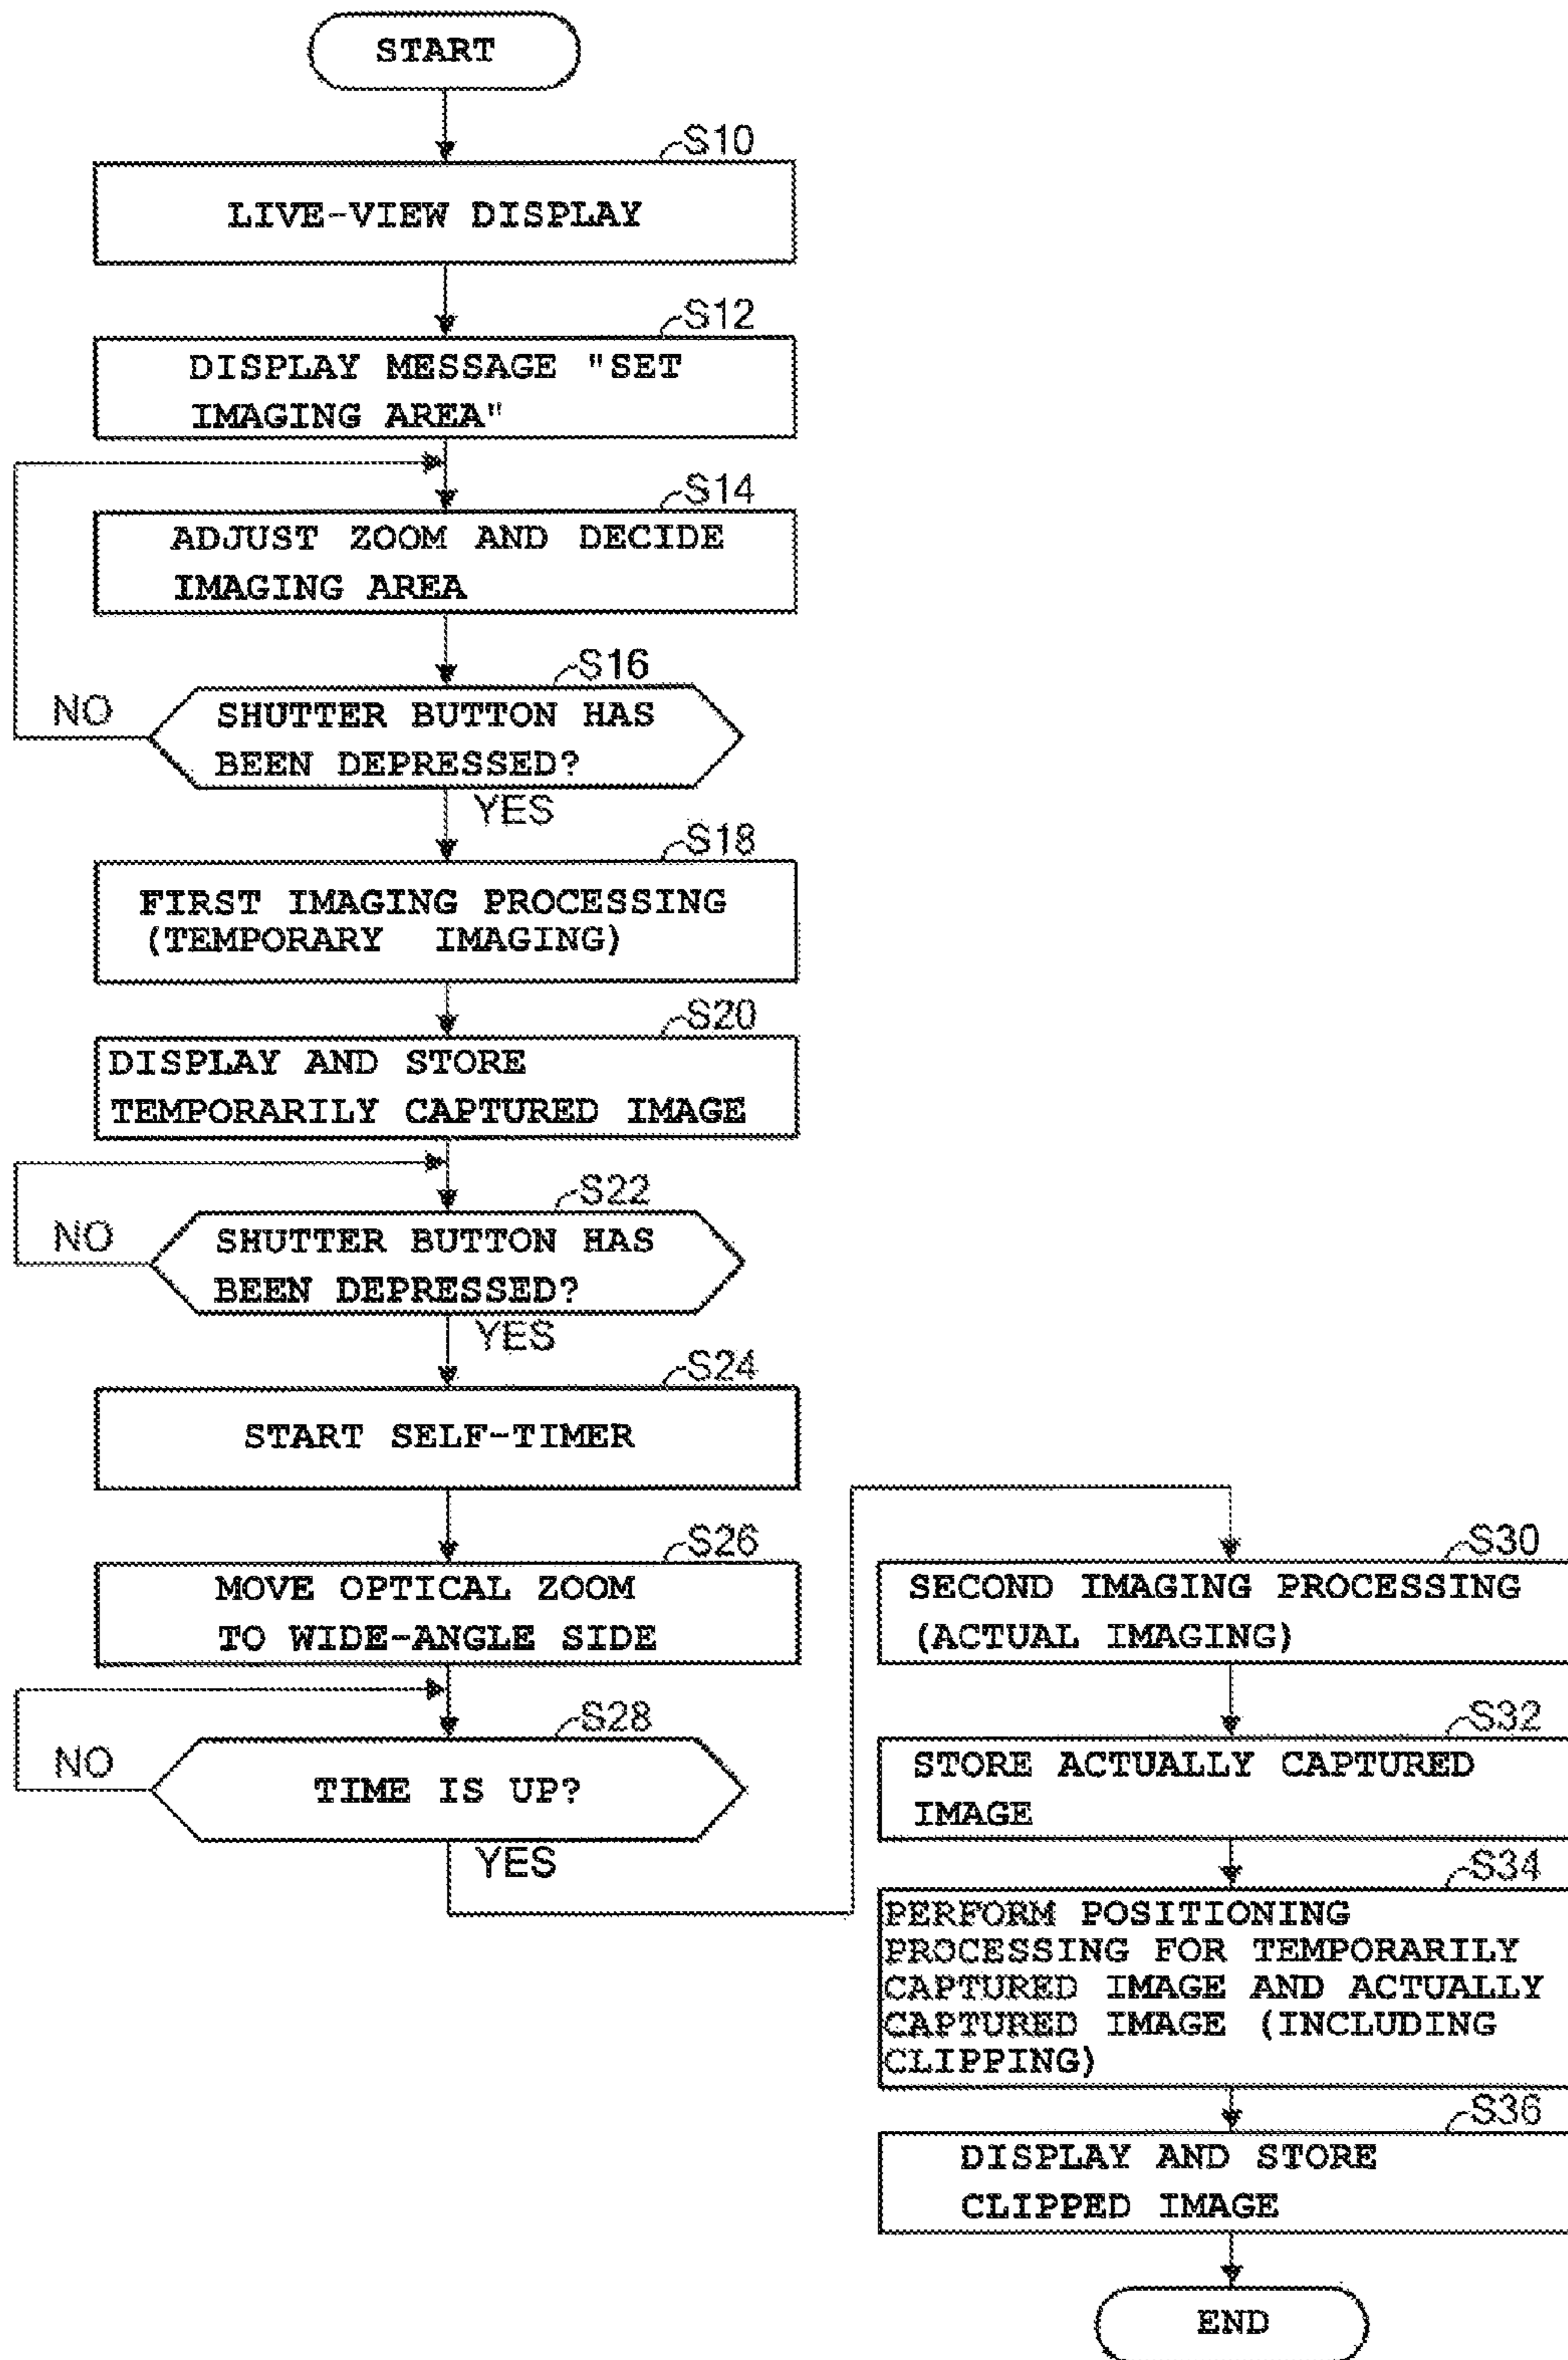 START
S10
LIVE-VIEW DISPLAY
S12
DISPLAY MESSAGE "SET
IMAGING AREA"
S14
ADJUST ZOOM AND DECIDE
IMAGING AREA
S16
SHUTTER BUTTON HAS
BEEN DEPRESSED?
NO
YES
S18
FIRST IMAGING PROCESSING
(TEMPORARY IMAGING)
S20
DISPLAY AND STORE
TEMPORARILY CAPTURED IMAGE
S22
SHUTTER BUTTON HAS
BEEN DEPRESSED?
NO
YES
S24
START SELF-TIMER
S26
MOVE OPTICAL ZOOM
TO WIDE-ANGLE SIDE
S28
TIME IS UP?
NO
YES
S30
SECOND IMAGING PROCESSING
(ACTUAL IMAGING)
S32
STORE ACTUALLY CAPTURED
IMAGE
S34
PERFORM POSITIONING
PROCESSING FOR TEMPORARILY
CAPTURED IMAGE AND ACTUALLY
CAPTURED IMAGE (INCLUDING
CLIPPING)
S36
DISPLAY AND STORE
CLIPPED IMAGE
END